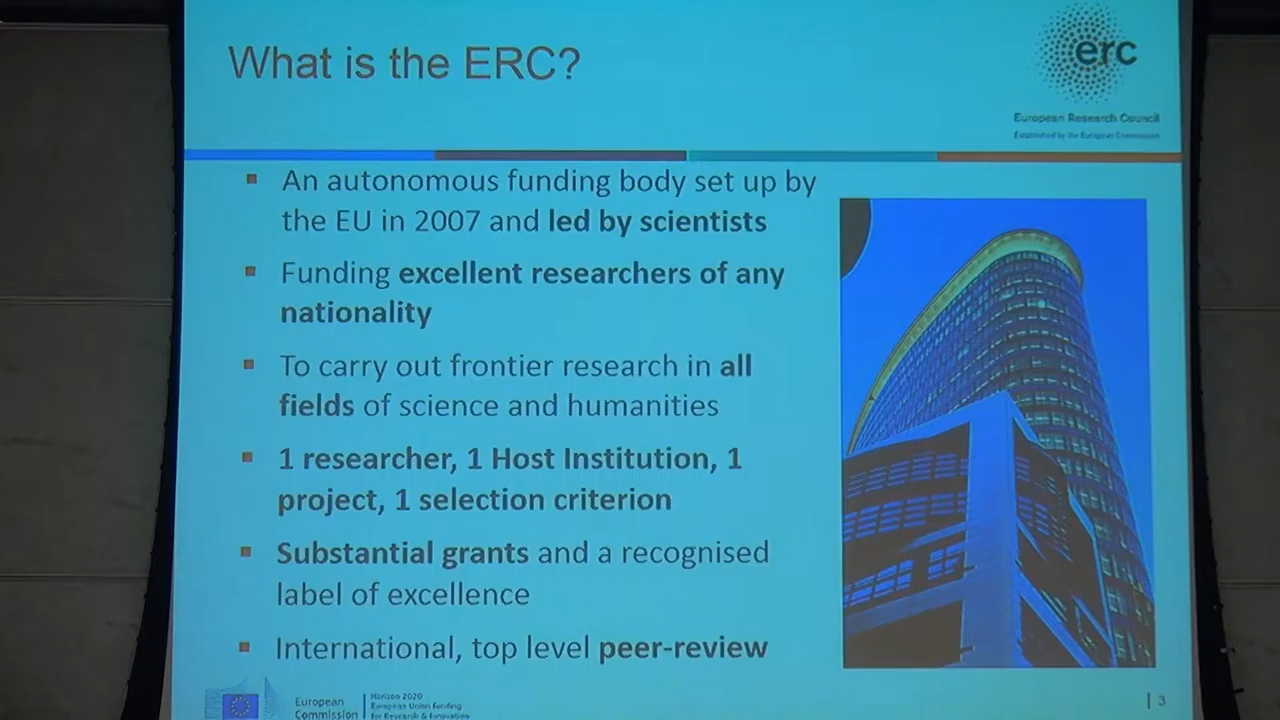 What is the ERC?
erc
European Research Council
Established by the European Commission
▪ An autonomous funding body set up by
the EU in 2007 and led by scientists
▪ Funding excellent researchers of any
nationality
▪ To carry out frontier research in all
fields of science and humanities
▪ 1 researcher, 1 Host Institution, 1
project, 1 selection criterion
▪ Substantial grants and a recognised
label of excellence
▪ International, top level peer-review
European
Commission
Horizon 2020
European Union funding
for Research & Innovation
| 3